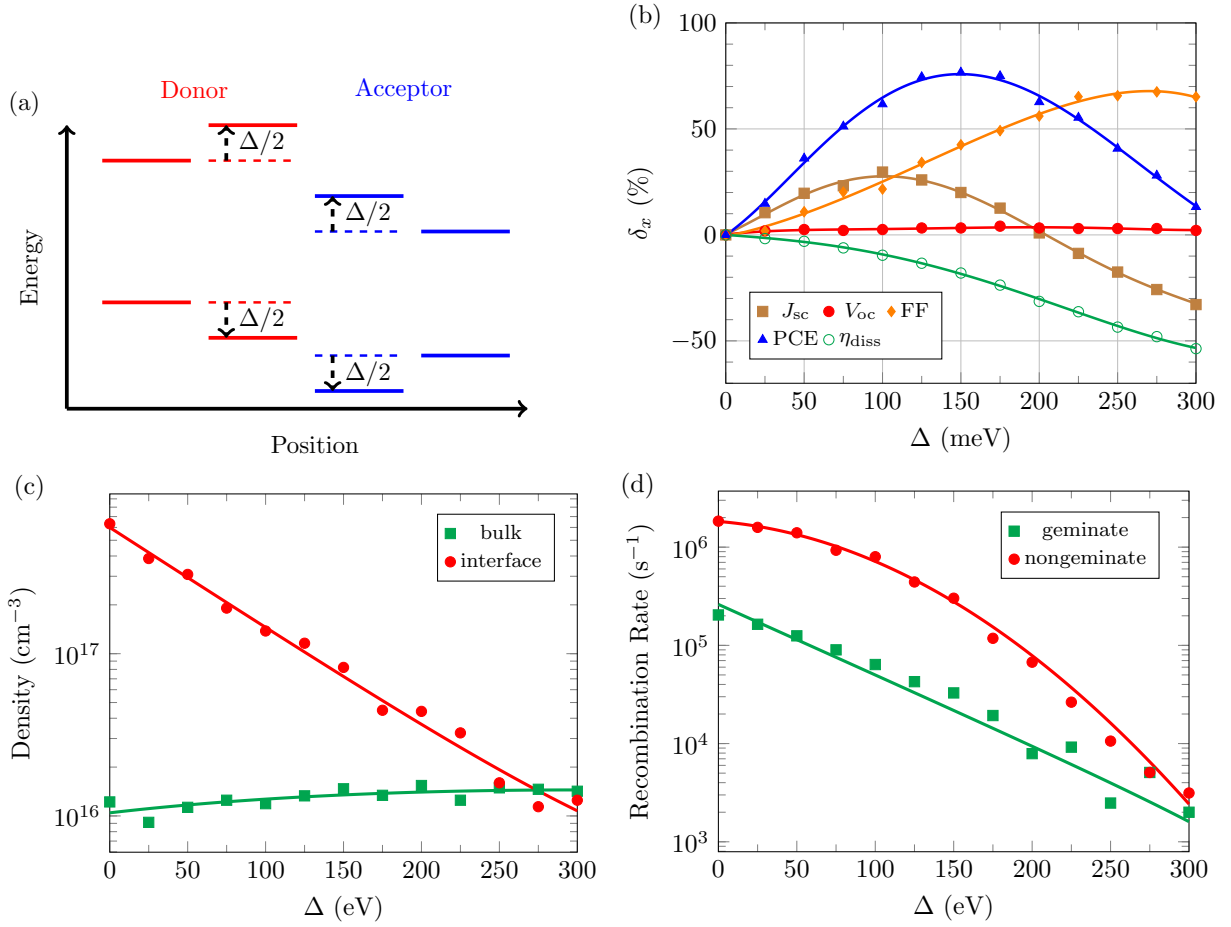 (a)
Donor
Acceptor
Δ/2
Δ/2
Δ/2
Δ/2
Energy
Position
(b)
100
50
0
−50
δx (%)
Jsc Voc FF
PCE ηdiss
0 50 100 150 200 250 300
Δ (meV)
(c)
10^17
10^16
Density (cm−3)
bulk
interface
0 50 100 150 200 250 300
Δ (eV)
(d)
10^6
10^5
10^4
10^3
Recombination Rate (s−1)
geminate
nongeminate
0 50 100 150 200 250 300
Δ (eV)